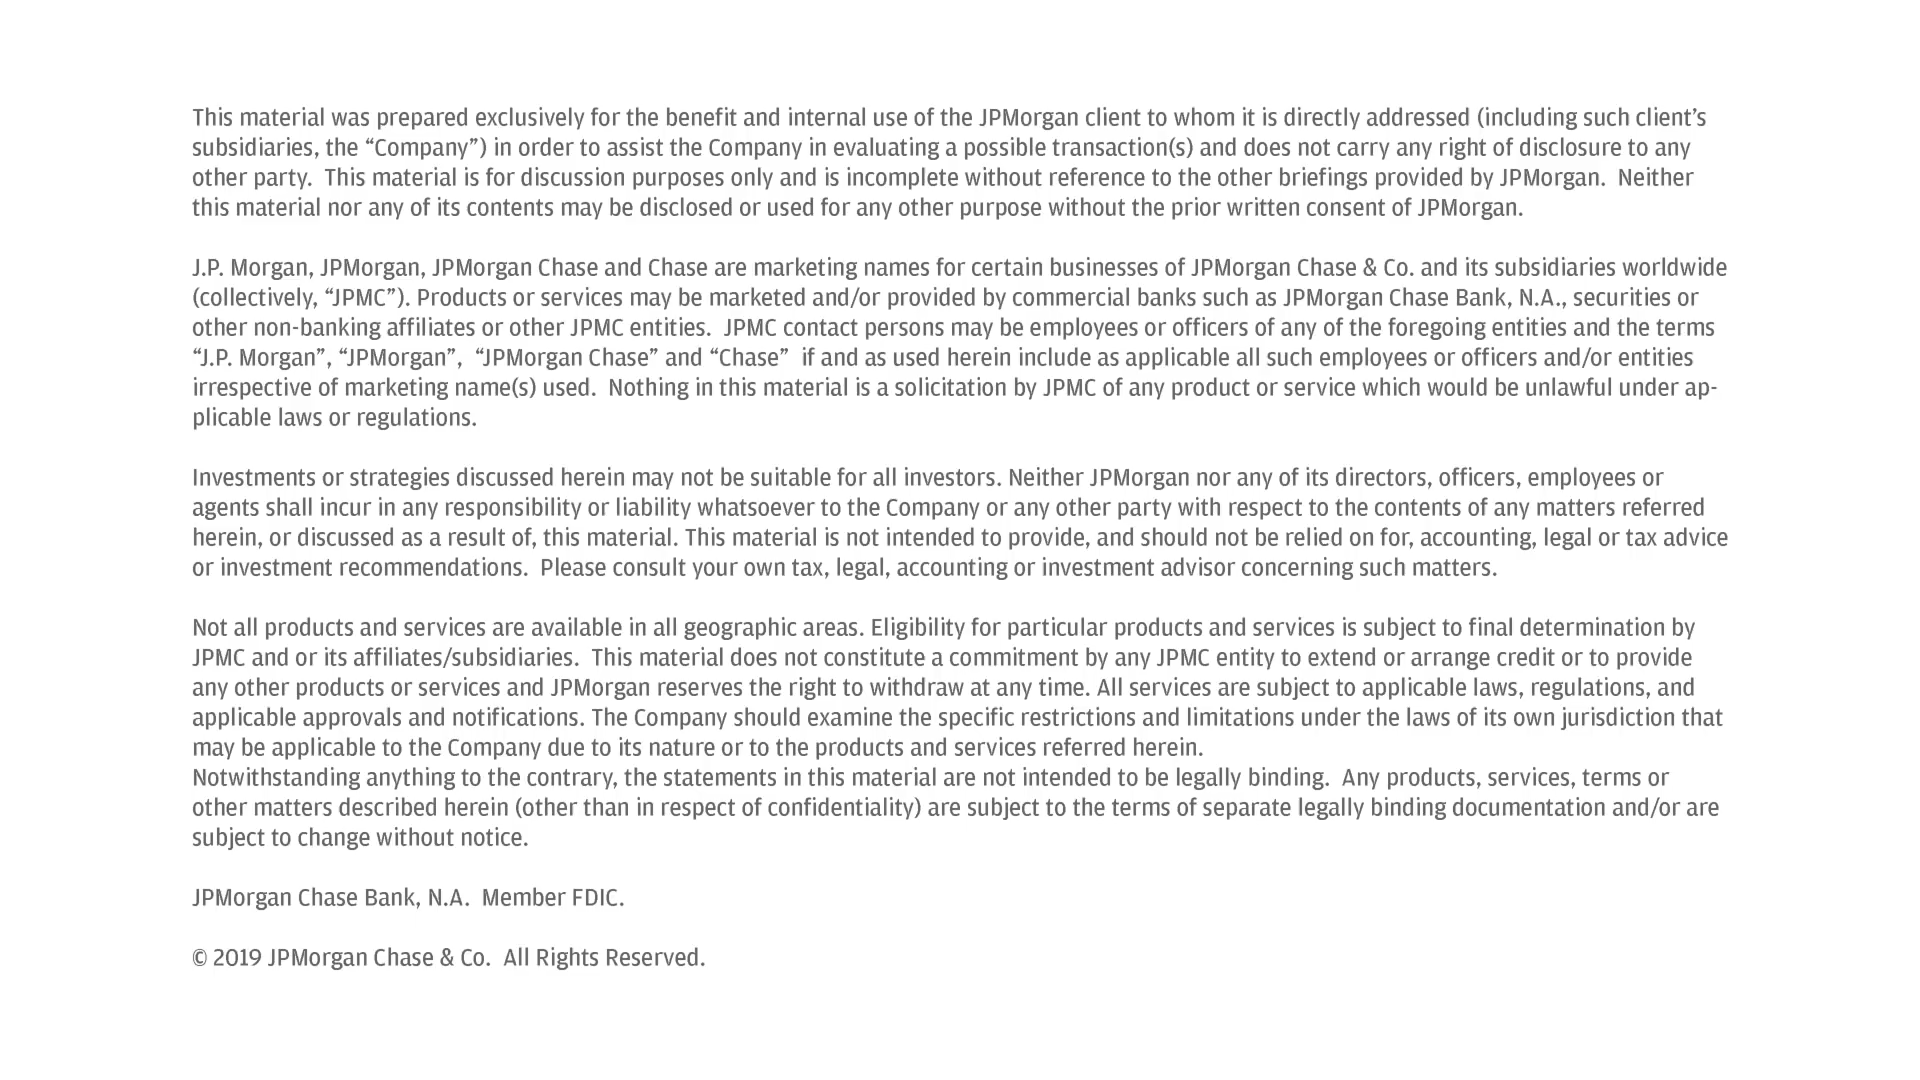 This material was prepared exclusively for the benefit and internal use of the JPMorgan client to whom it is directly addressed (including such client’s
subsidiaries, the “Company”) in order to assist the Company in evaluating a possible transaction(s) and does not carry any right of disclosure to any
other party.  This material is for discussion purposes only and is incomplete without reference to the other briefings provided by JPMorgan.  Neither
this material nor any of its contents may be disclosed or used for any other purpose without the prior written consent of JPMorgan.
J.P. Morgan, JPMorgan, JPMorgan Chase and Chase are marketing names for certain businesses of JPMorgan Chase & Co. and its subsidiaries worldwide
(collectively, “JPMC”). Products or services may be marketed and/or provided by commercial banks such as JPMorgan Chase Bank, N.A., securities or
other non-banking affiliates or other JPMC entities.  JPMC contact persons may be employees or officers of any of the foregoing entities and the terms
“J.P. Morgan”, “JPMorgan”,  “JPMorgan Chase” and “Chase”  if and as used herein include as applicable all such employees or officers and/or entities
irrespective of marketing name(s) used.  Nothing in this material is a solicitation by JPMC of any product or service which would be unlawful under ap-
plicable laws or regulations.
Investments or strategies discussed herein may not be suitable for all investors. Neither JPMorgan nor any of its directors, officers, employees or
agents shall incur in any responsibility or liability whatsoever to the Company or any other party with respect to the contents of any matters referred
herein, or discussed as a result of, this material. This material is not intended to provide, and should not be relied on for, accounting, legal or tax advice
or investment recommendations.  Please consult your own tax, legal, accounting or investment advisor concerning such matters.
Not all products and services are available in all geographic areas. Eligibility for particular products and services is subject to final determination by
JPMC and or its affiliates/subsidiaries.  This material does not constitute a commitment by any JPMC entity to extend or arrange credit or to provide
any other products or services and JPMorgan reserves the right to withdraw at any time. All services are subject to applicable laws, regulations, and
applicable approvals and notifications. The Company should examine the specific restrictions and limitations under the laws of its own jurisdiction that
may be applicable to the Company due to its nature or to the products and services referred herein.
Notwithstanding anything to the contrary, the statements in this material are not intended to be legally binding.  Any products, services, terms or
other matters described herein (other than in respect of confidentiality) are subject to the terms of separate legally binding documentation and/or are
subject to change without notice.
JPMorgan Chase Bank, N.A.  Member FDIC.
© 2019 JPMorgan Chase & Co.  All Rights Reserved.